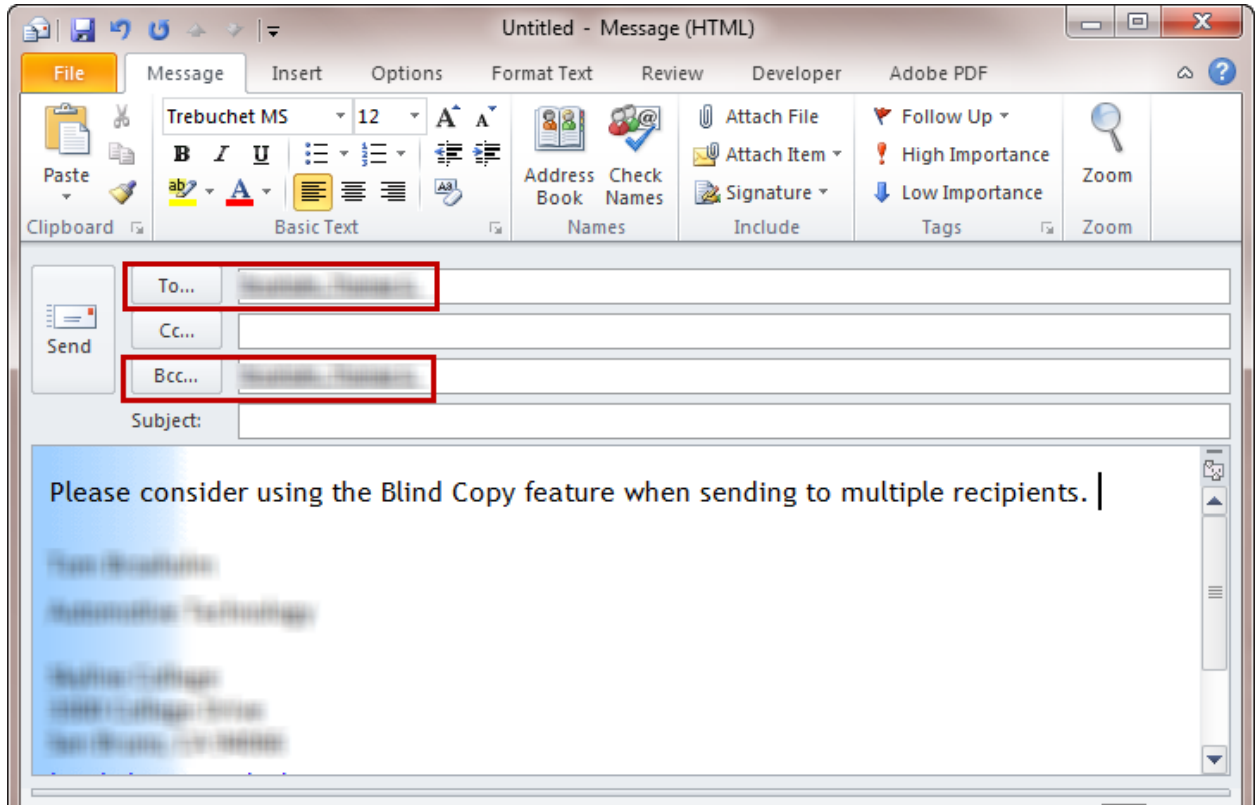 Untitled - Message (HTML)
File Message Insert Options Format Text Review Developer Adobe PDF
Trebuchet MS 12 A A Attach File Follow Up
B I U Attach Item High Importance
Paste Address Book Check Names Signature Low Importance Zoom
ab A Aa
Clipboard Basic Text Names Include Tags Zoom
To...
Cc...
Send
Bcc...
Subject:
Please consider using the Blind Copy feature when sending to multiple recipients.